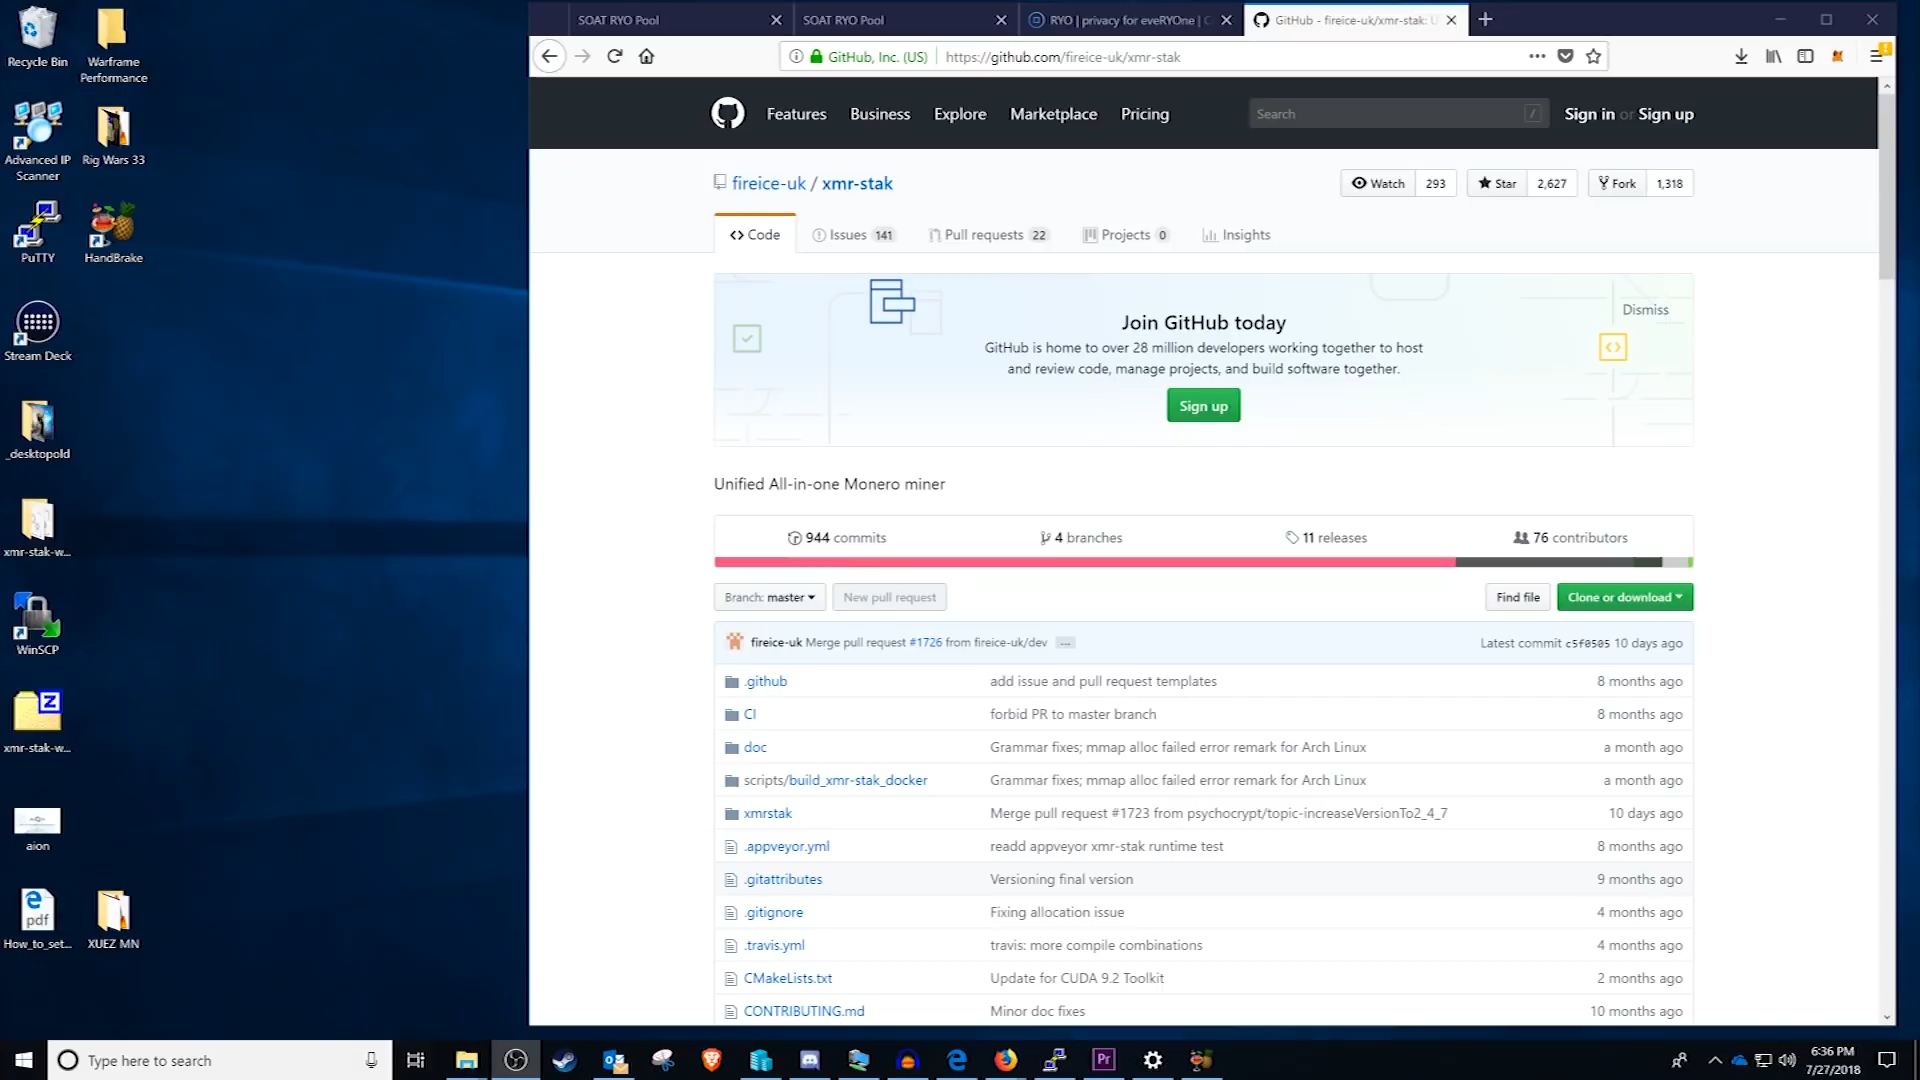 SOAT RYO Pool
SOAT RYO Pool
RYO | privacy for eveRYOne |
GitHub - fireice-uk/xmr-stak:
GitHub, Inc. (US)
https://github.com/fireice-uk/xmr-stak
Features
Business
Explore
Marketplace
Pricing
Search
/
Sign in or Sign up
fireice-uk / xmr-stak
Watch 293
Star 2,627
Fork 1,318
Code
Issues 141
Pull requests 22
Projects 0
Insights
Join GitHub today
Dismiss
GitHub is home to over 28 million developers working together to host
and review code, manage projects, and build software together.
Sign up
Unified All-in-one Monero miner
944 commits
4 branches
11 releases
76 contributors
Branch: master
New pull request
Find file
Clone or download
fireice-uk Merge pull request #1726 from fireice-uk/dev ...
Latest commit c5f0505 10 days ago
.github add issue and pull request templates 8 months ago
CI forbid PR to master branch 8 months ago
doc Grammar fixes; mmap alloc failed error remark for Arch Linux a month ago
scripts/build_xmr-stak_docker Grammar fixes; mmap alloc failed error remark for Arch Linux a month ago
xmrstak Merge pull request #1723 from psychocrypt/topic-increaseVersionTo2_4_7 10 days ago
.appveyor.yml readd appveyor xmr-stak runtime test 8 months ago
.gitattributes Versioning final version 9 months ago
.gitignore Fixing allocation issue 4 months ago
.travis.yml travis: more compile combinations 4 months ago
CMakeLists.txt Update for CUDA 9.2 Toolkit 2 months ago
CONTRIBUTING.md Minor doc fixes 10 months ago
Recycle Bin
Warframe
Performance
Advanced IP
Scanner
Rig Wars 33
PuTTY
HandBrake
Stream Deck
_desktopold
xmr-stak-w...
WinSCP
Z
xmr-stak-w...
aion
pdf
How_to_set...
XUEZ MN
Type here to search
Pr
6:36 PM
7/27/2018